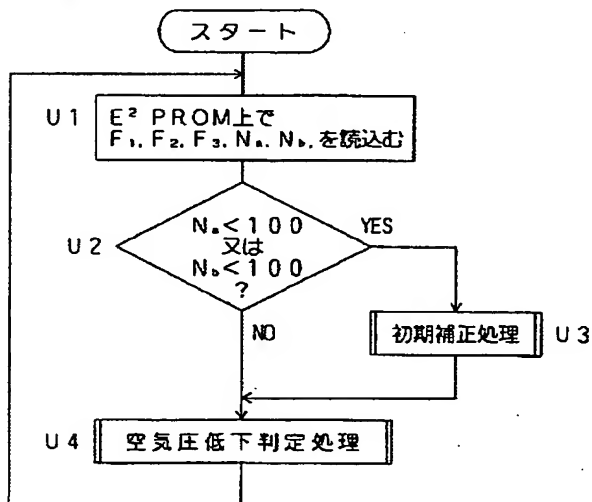 スタート
U1
E² PROM上で
F₁, F₂, F₃, Nₐ, N_b, を読込む
U2
Nₐ<100
又は
N_b<100
?
YES
NO
初期補正処理
U3
U4
空気圧低下判定処理